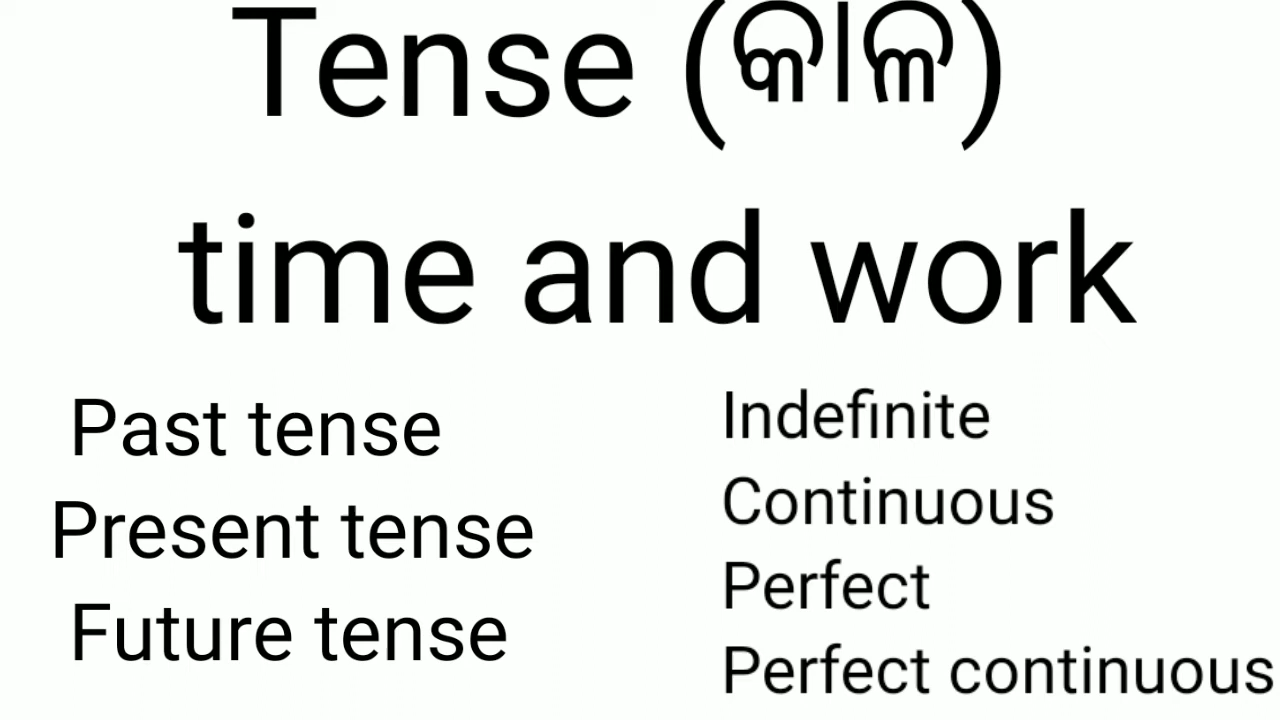 Tense (କାଳ)
time and work
Past tense
Present tense
Future tense
Indefinite
Continuous
Perfect
Perfect continuous